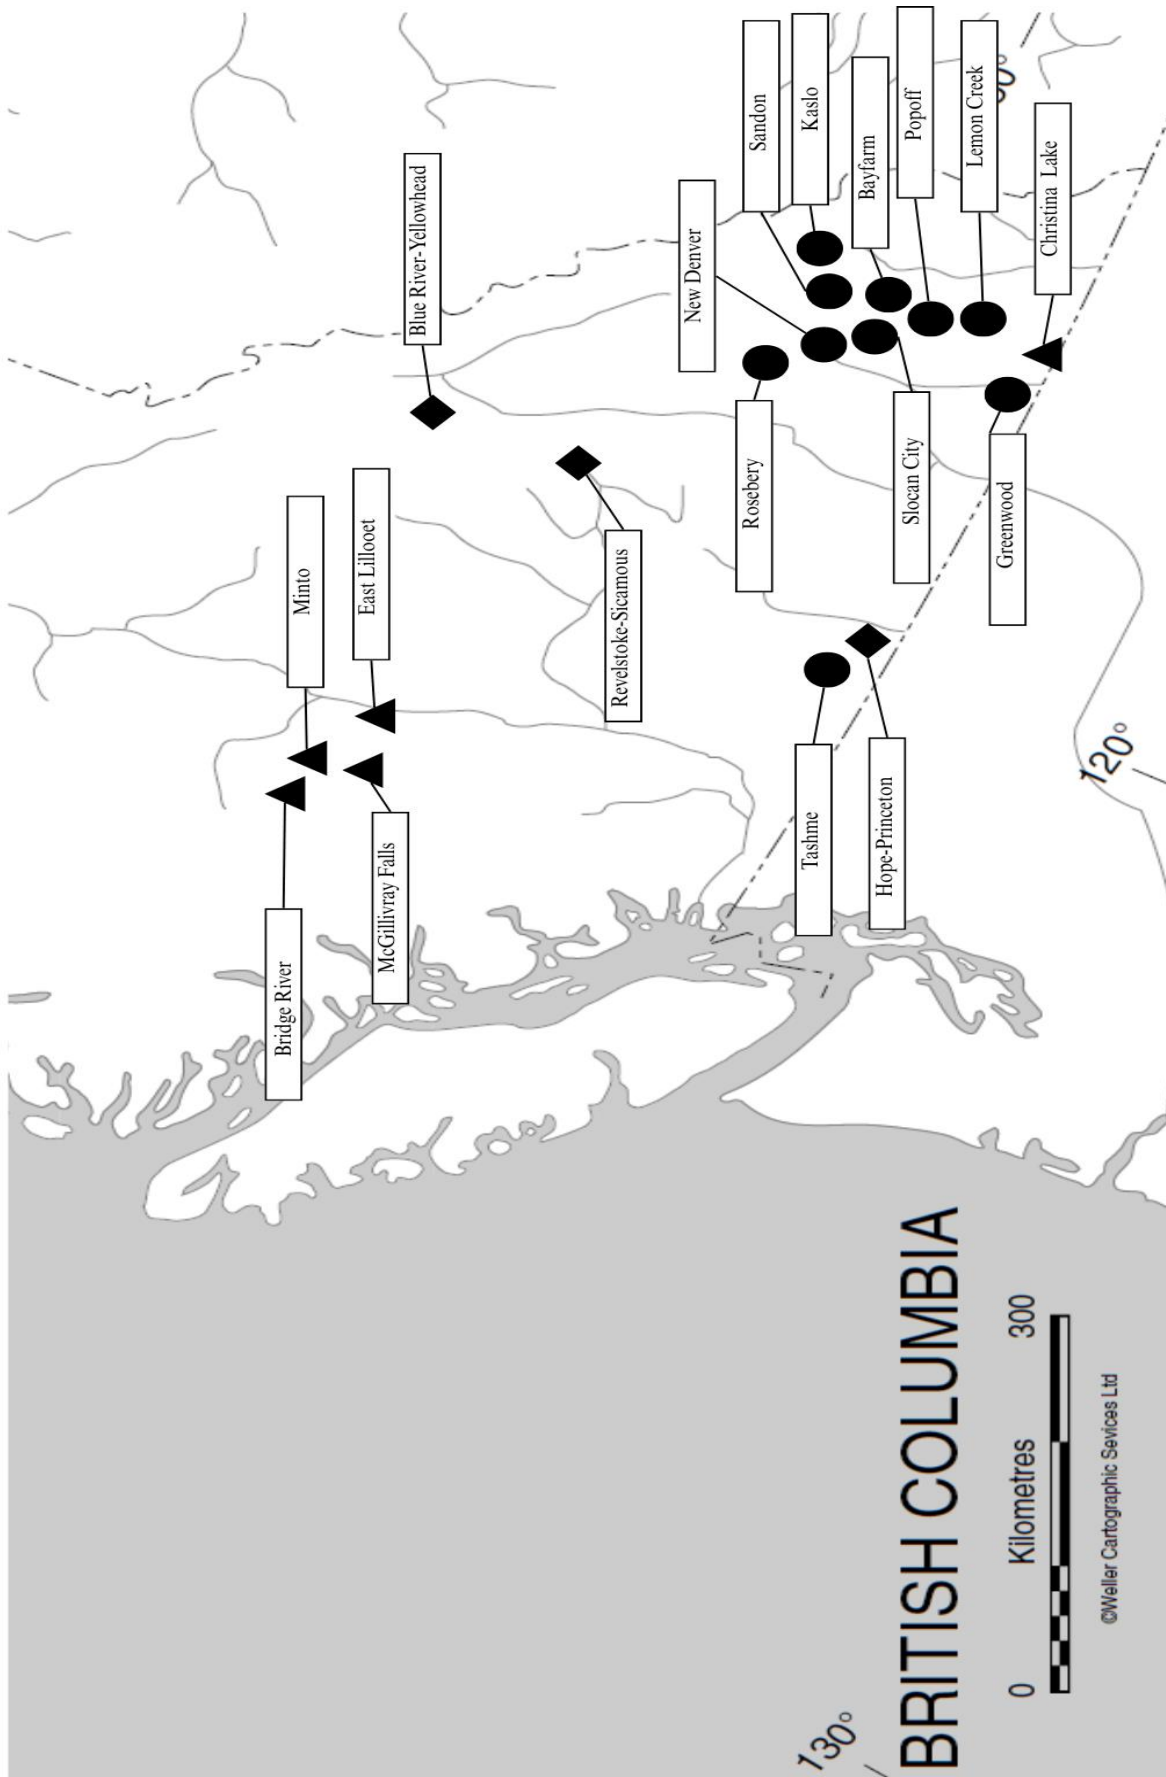 Bridge River
Minto
McGillivray Falls
East Lillooet
Blue River-Yellowhead
Revelstoke-Sicamous
New Denver
Sandon
Kaslo
Rosebery
Bayfarm
Popoff
Tashme
Slocan City
Lemon Creek
Hope-Princeton
Greenwood
Christina Lake
120°
130°
BRITISH COLUMBIA
0 Kilometres 300
©Weller Cartographic Sevices Ltd